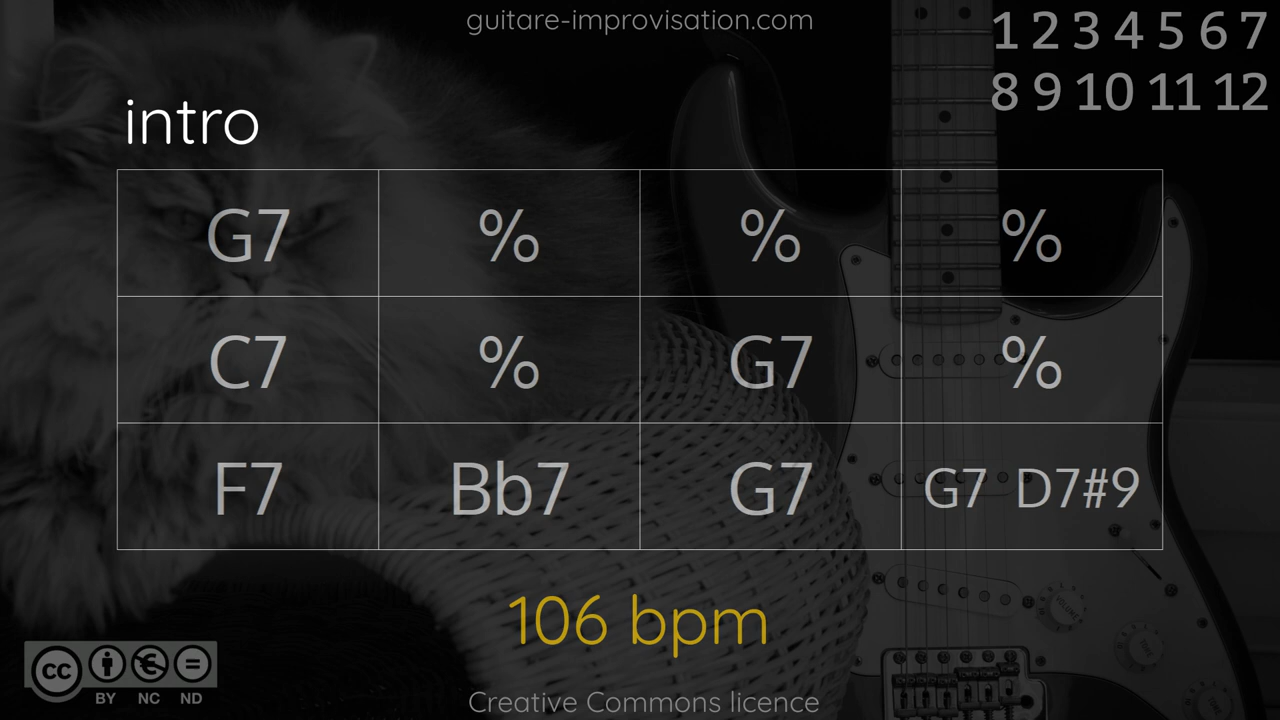 guitare-improvisation.com
1 2 3 4 5 6 7
8 9 10 11 12
intro
G7 % % %
C7 % G7 %
F7 Bb7 G7 G7 D7#9
106 bpm
cc
BY NC ND
Creative Commons licence